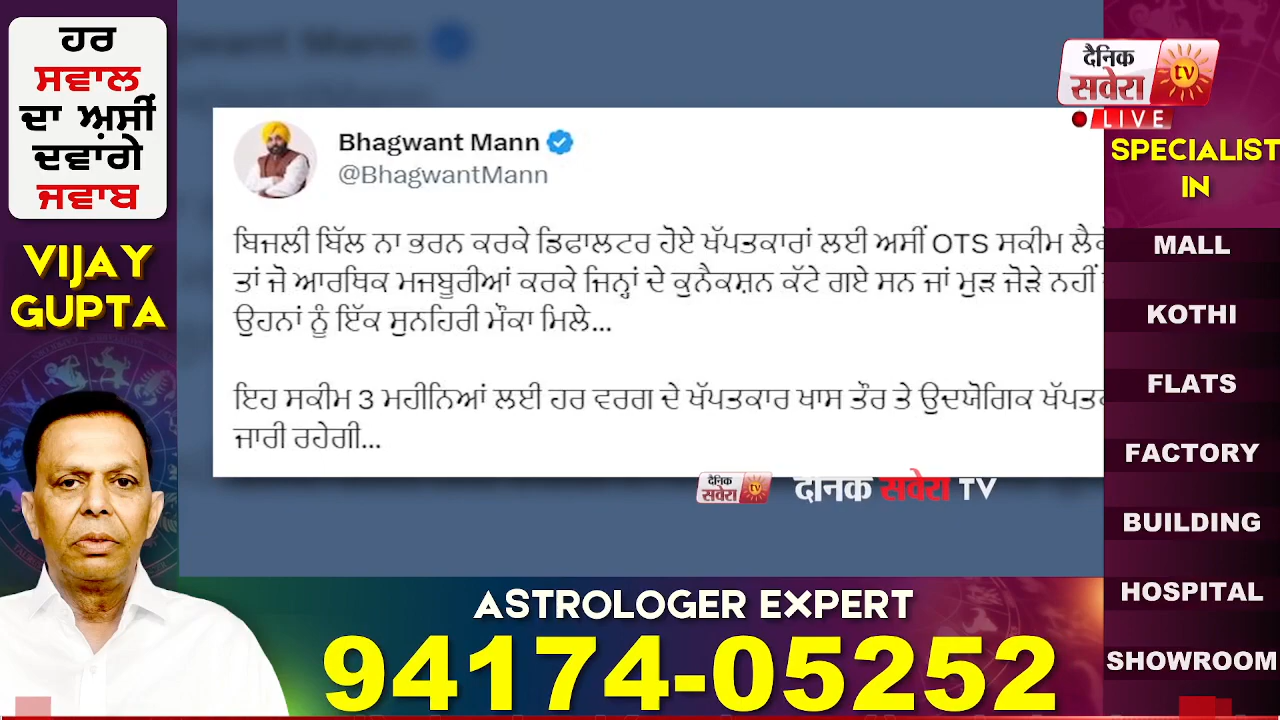 ਹਰ
ਸਵਾਲ
ਦਾ ਅਸੀਂ
ਦਵਾਂਗੇ
ਜਵਾਬ
VIJAY
GUPTA
Bhagwant Mann
@BhagwantMann
ਬਿਜਲੀ ਬਿੱਲ ਨਾ ਭਰਨ ਕਰਕੇ ਡਿਫਾਲਟਰ ਹੋਏ ਖੱਪਤਕਾਰਾਂ ਲਈ ਅਸੀਂ OTS ਸਕੀਮ
ਤਾਂ ਜੋ ਆਰਥਿਕ ਮਜਬੂਰੀਆਂ ਕਰਕੇ ਜਿਨ੍ਹਾਂ ਦੇ ਕੁਨੈਕਸ਼ਨ ਕੱਟੇ ਗਏ ਸਨ ਜਾਂ ਮੁੜ ਜੋੜੇ ਨਹੀਂ
ਉਹਨਾਂ ਨੂੰ ਇੱਕ ਸੁਨਹਿਰੀ ਮੌਕਾ ਮਿਲੇ...
ਇਹ ਸਕੀਮ 3 ਮਹੀਨਿਆਂ ਲਈ ਹਰ ਵਰਗ ਦੇ ਖੱਪਤਕਾਰ ਖਾਸ ਤੌਰ ਤੇ ਉਦਯੋਗਿਕ
ਜਾਰੀ ਰਹੇਗੀ...
दैनिक
सवेरा tv
दैनिक सवेरा TV
दैनिक
सवेरा tv
LIVE
SPECIALIST
IN
MALL
KOTHI
FLATS
FACTORY
BUILDING
HOSPITAL
SHOWROOM
ASTROLOGER EXPERT
94174-05252